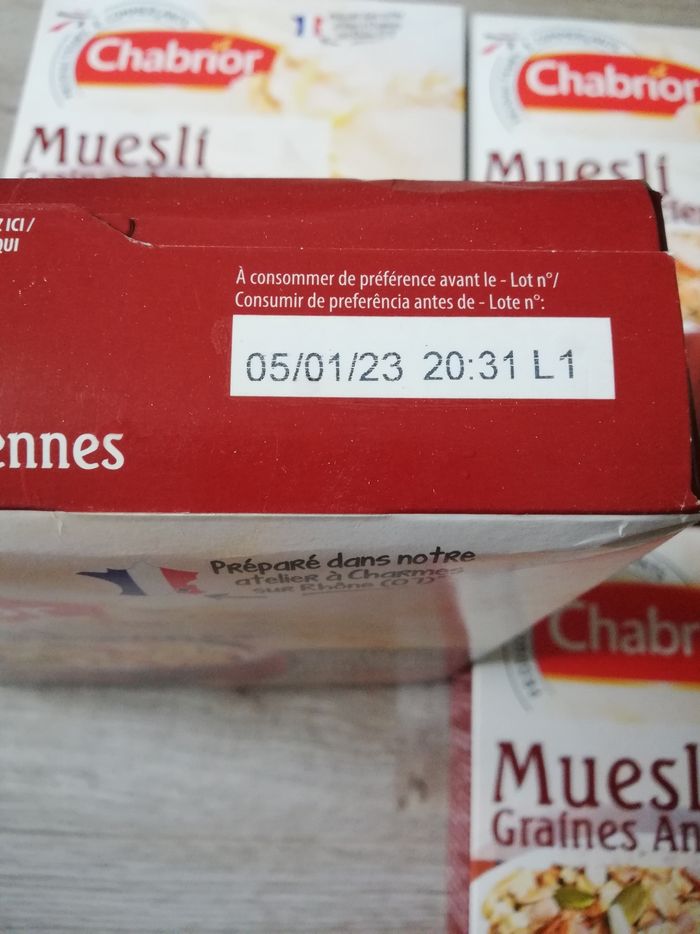 Chabrior
Chabrior
Muesli
Muesli
ICI /
QUI
À consommer de préférence avant le - Lot n°/
Consumir de preferência antes de - Lote n°:
05/01/23 20:31 L1
ennes
Préparé dans notre
atelier à Charmes
sur Rhône (07)
Chabr
Muesl
Graines An